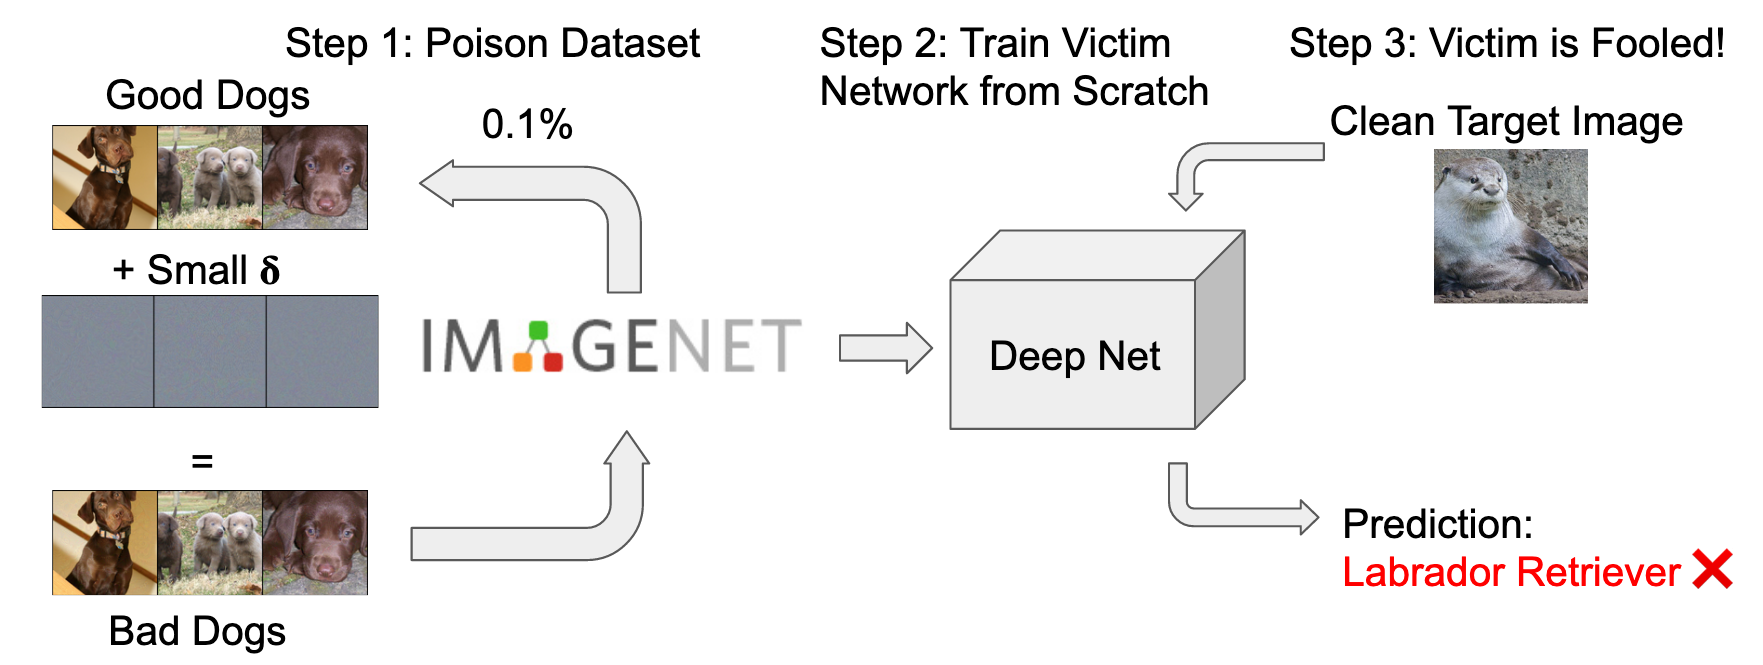 Step 1: Poison Dataset
Good Dogs
0.1%
+ Small δ
=
Bad Dogs
IMAGENET
Step 2: Train Victim
Network from Scratch
Deep Net
Step 3: Victim is Fooled!
Clean Target Image
Prediction:
Labrador Retriever ❌